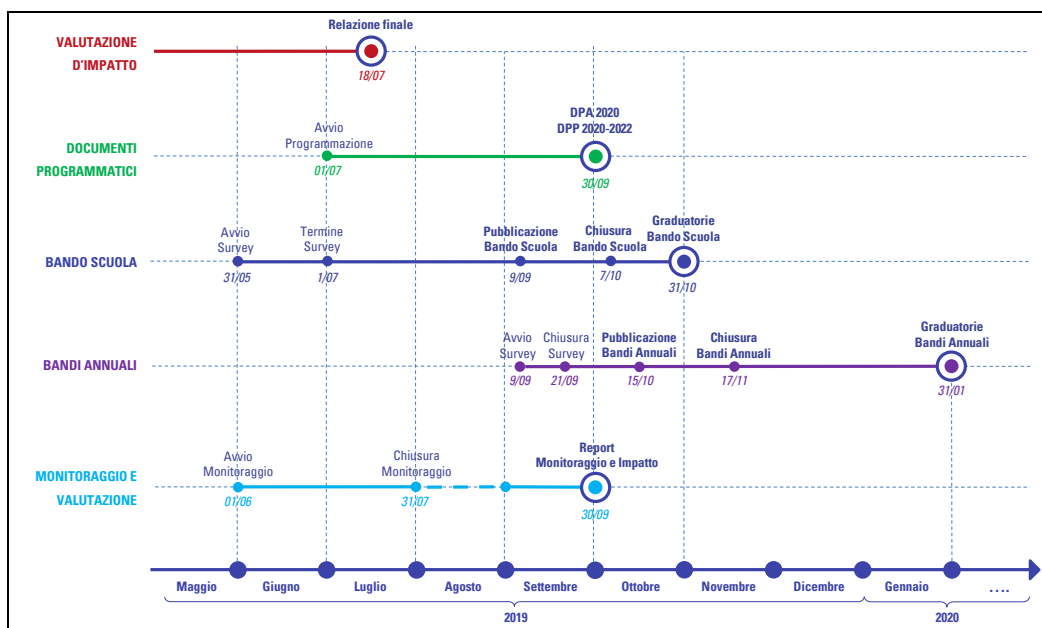 VALUTAZIONE
D'IMPATTO
Relazione finale
18/07
DOCUMENTI
PROGRAMMATICI
Avvio
Programmazione
01/07
DPA 2020
DPP 2020-2022
30/09
BANDO SCUOLA
Avvio
Survey
31/05
Termine
Survey
1/07
Pubblicazione
Bando Scuola
9/09
Chiusura
Bando Scuola
7/10
Graduatorie
Bando Scuola
31/10
BANDI ANNUALI
Avvio
Survey
9/09
Chiusura
Survey
21/09
Pubblicazione
Bandi Annuali
15/10
Chiusura
Bandi Annuali
17/11
Graduatorie
Bandi Annuali
31/01
MONITORAGGIO E
VALUTAZIONE
Avvio
Monitoraggio
01/06
Chiusura
Monitoraggio
31/07
Report
Monitoraggio e Impatto
30/09
Maggio Giugno Luglio Agosto Settembre Ottobre Novembre Dicembre Gennaio ....
2019 2020